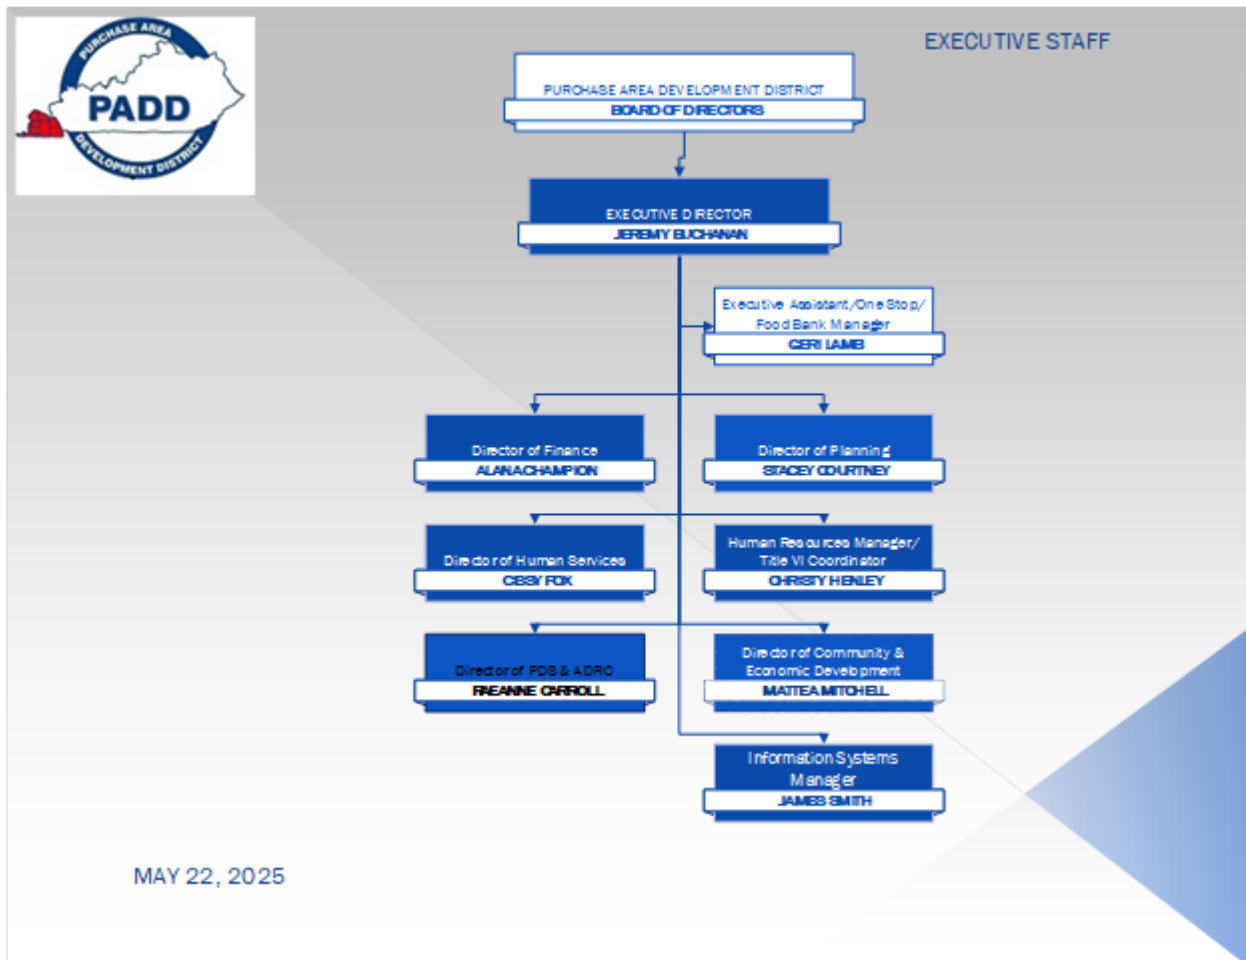 PURCHASE AREA
PADD
DEVELOPMENT DISTRICT
EXECUTIVE STAFF
PURCHASE AREA DEVELOPMENT DISTRICT
BOARD OF DIRECTORS
EXECUTIVE DIRECTOR
JEREMY BUCHANAN
Executive Assistant/One Stop/
Food Bank Manager
GERI LAMB
Director of Finance
ALANA CHAMPION
Director of Planning
STACEY COURTNEY
Director of Human Services
CISSY FOX
Human Resources Manager/
Title VI Coordinator
CHRISTY HENLEY
Director of PDS & ADRC
RAEANNE CARROLL
Director of Community &
Economic Development
MATTEA MITCHELL
Information Systems
Manager
JAMES SMITH
MAY 22, 2025